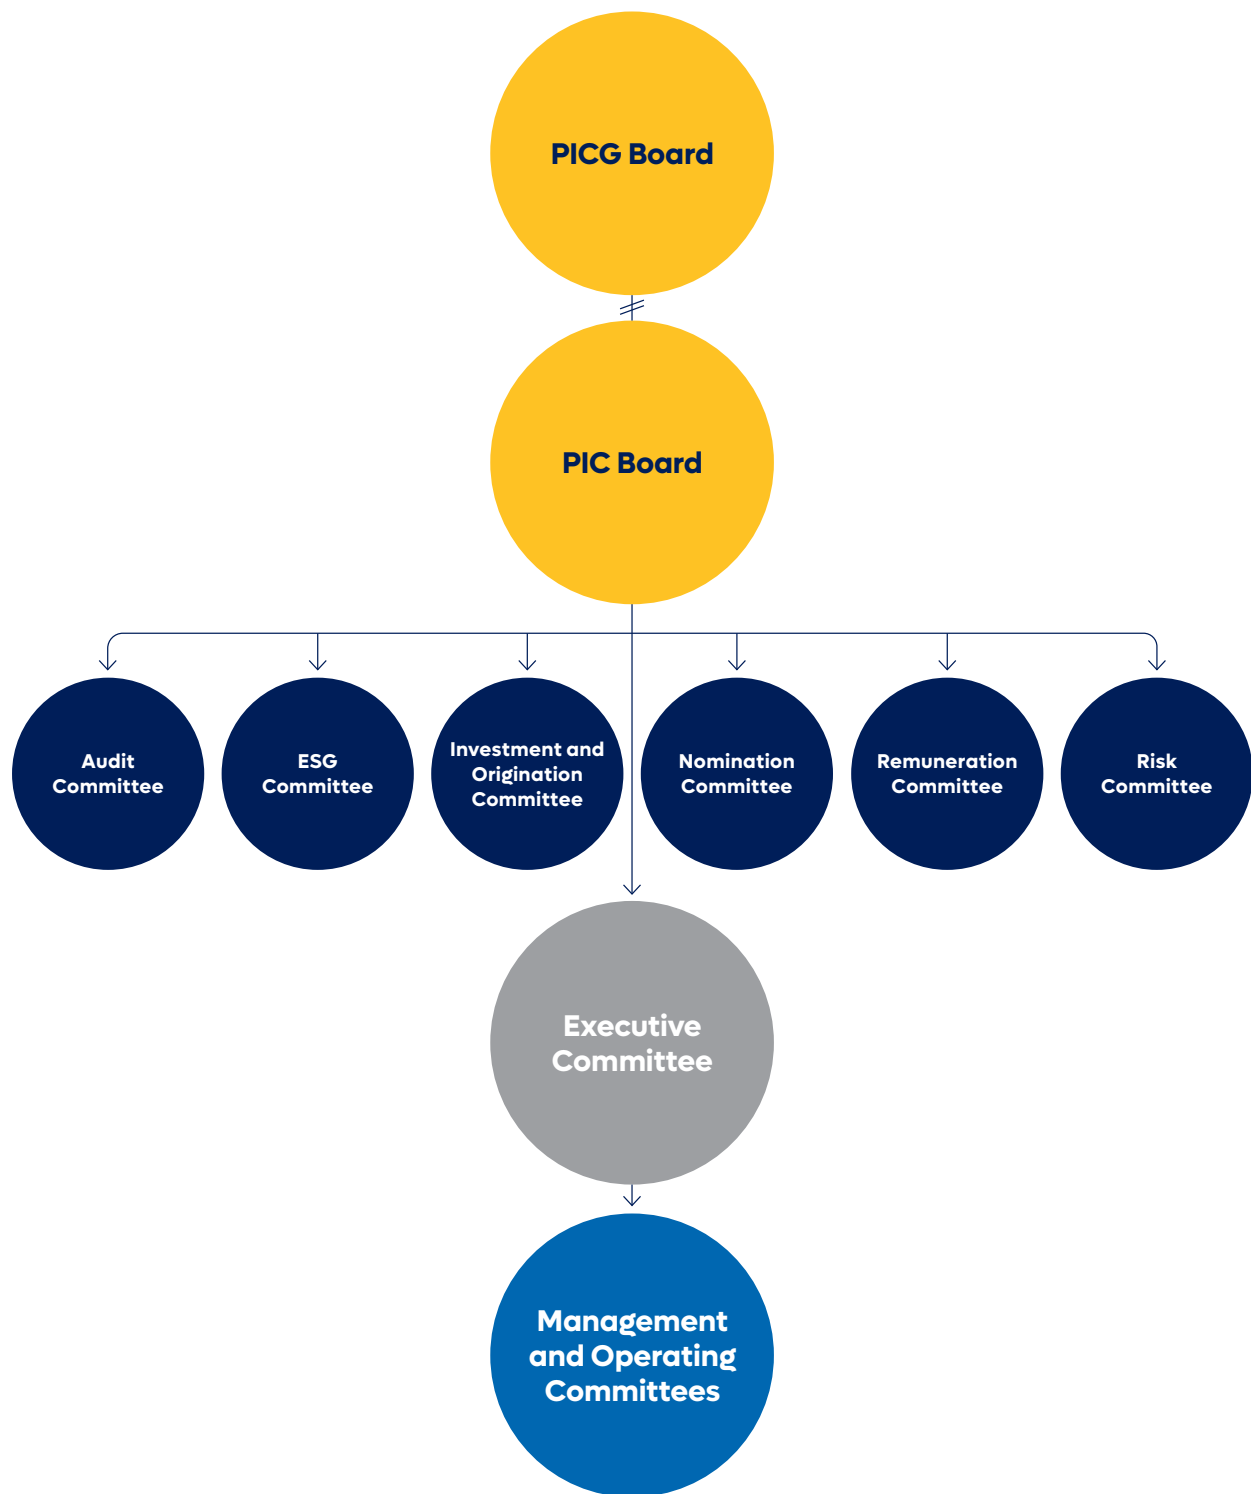 PICG Board
PIC Board
Audit
Committee
ESG
Committee
Investment and
Origination
Committee
Nomination
Committee
Remuneration
Committee
Risk
Committee
Executive
Committee
Management
and Operating
Committees